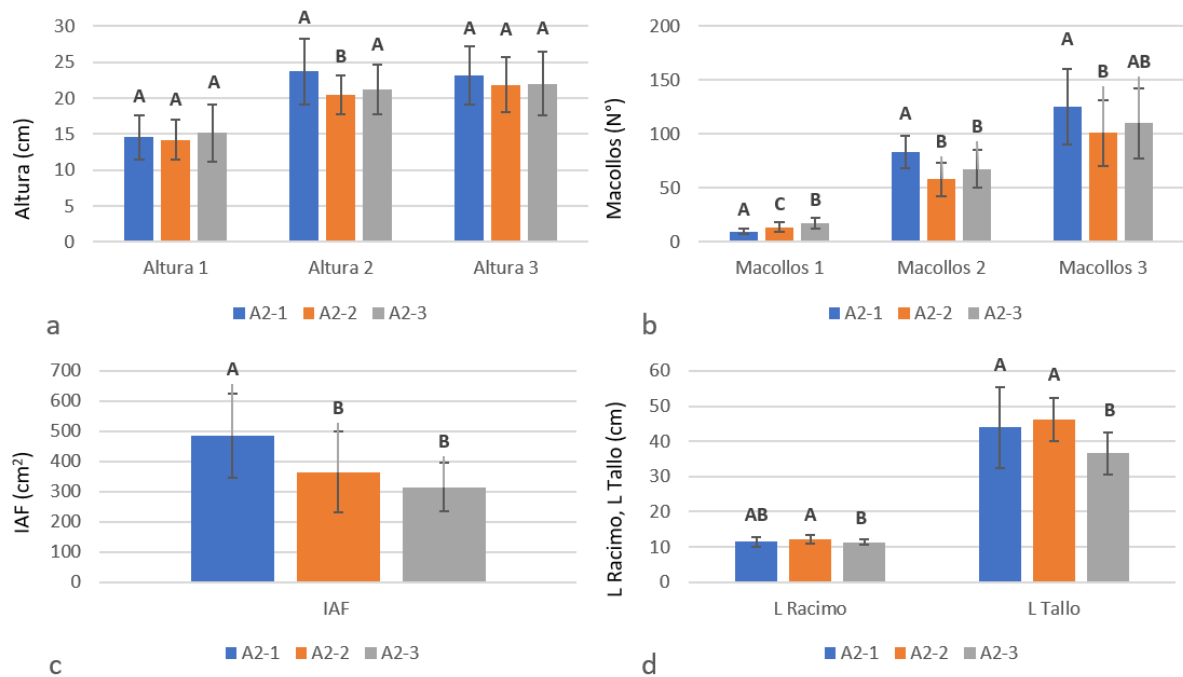 Altura (cm)
30
25
20
15
10
5
0
A A A
A B A
A A A
Altura 1 Altura 2 Altura 3
A2-1 A2-2 A2-3
a
Macollos (N°)
200
150
100
50
0
A C B
A B B
A B AB
Macollos 1 Macollos 2 Macollos 3
A2-1 A2-2 A2-3
b
IAF (cm²)
700
600
500
400
300
200
100
0
A B B
IAF
A2-1 A2-2 A2-3
c
L Racimo, L Tallo (cm)
60
50
40
30
20
10
0
AB A B
A A B
L Racimo L Tallo
A2-1 A2-2 A2-3
d